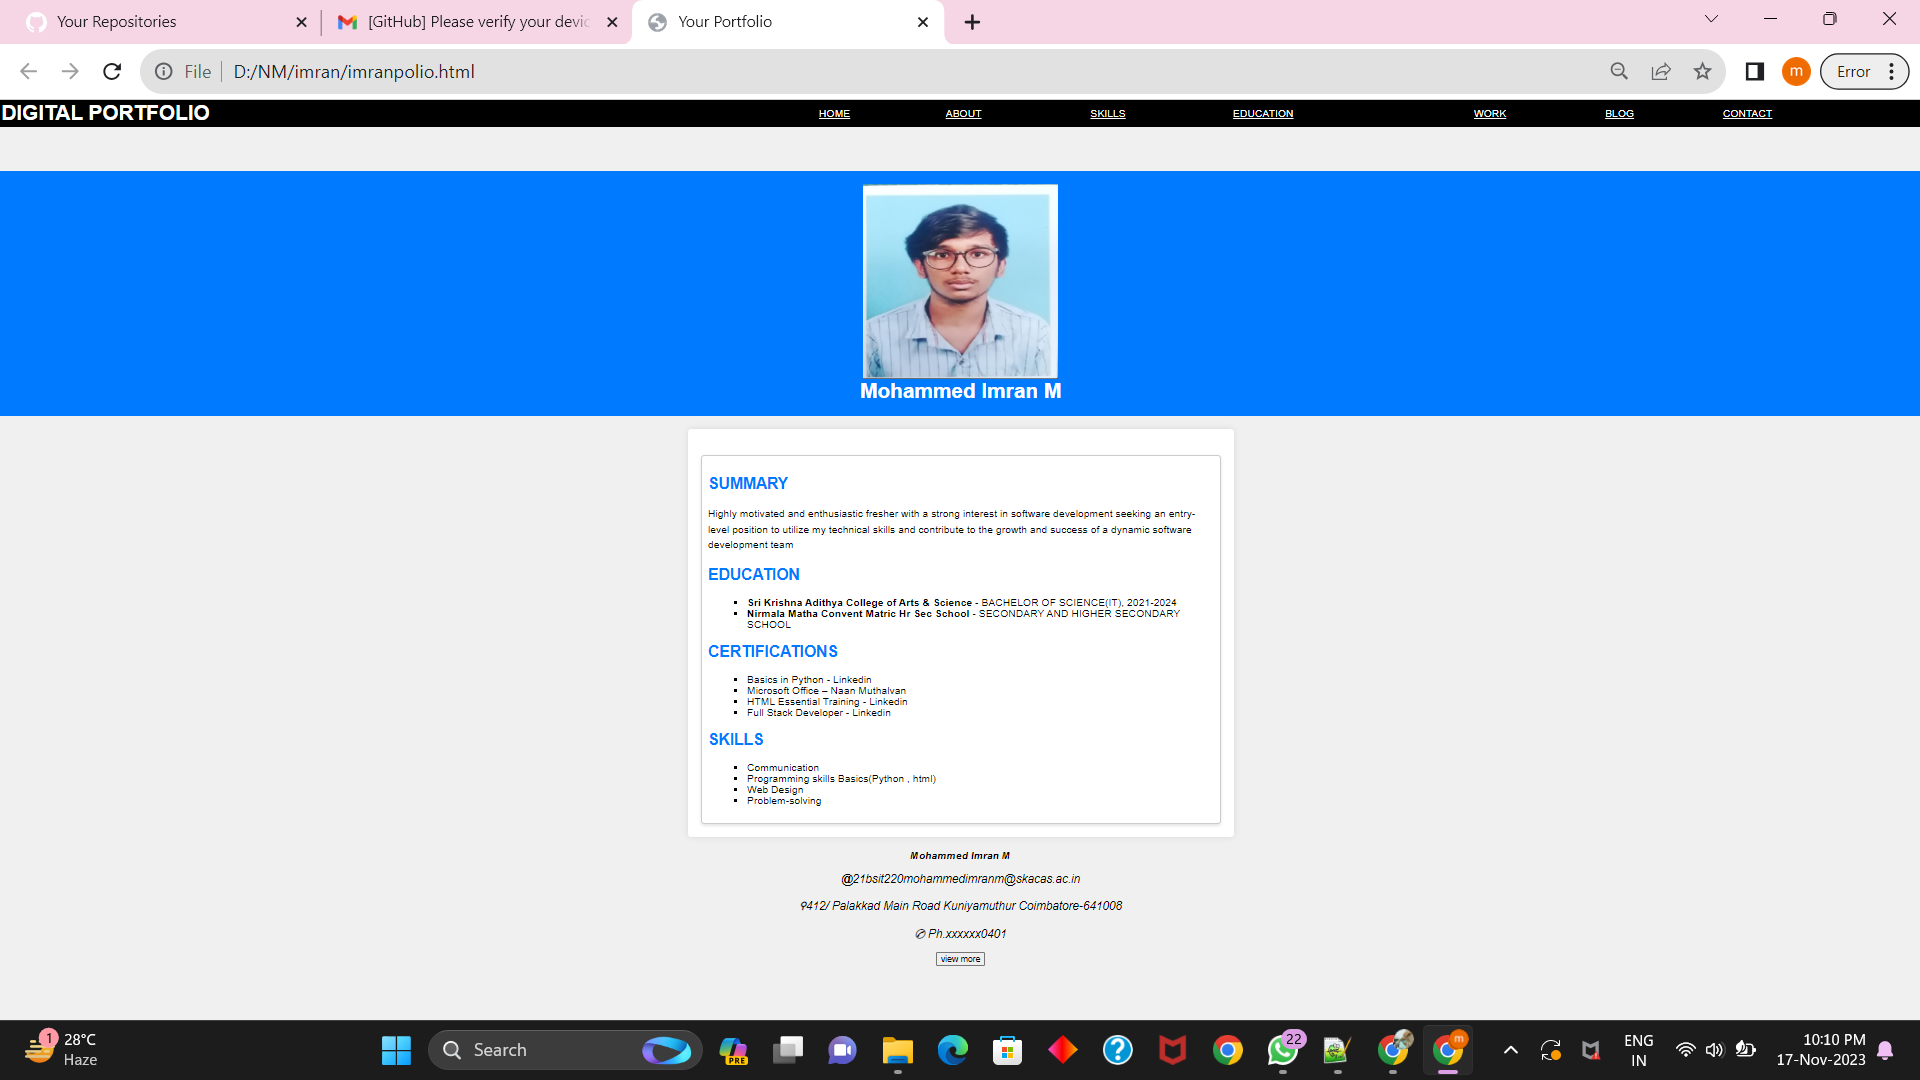 Your Repositories
[GitHub] Please verify your devic
Your Portfolio
File
D:/NM/imran/imranpolio.html
m
Error
DIGITAL PORTFOLIO
HOME ABOUT SKILLS EDUCATION WORK BLOG CONTACT
Mohammed Imran M
SUMMARY
Highly motivated and enthusiastic fresher with a strong interest in software development seeking an entry-
level position to utilize my technical skills and contribute to the growth and success of a dynamic software
development team
EDUCATION
▪ Sri Krishna Adithya College of Arts & Science - BACHELOR OF SCIENCE(IT), 2021-2024
▪ Nirmala Matha Convent Matric Hr Sec School - SECONDARY AND HIGHER SECONDARY
SCHOOL
CERTIFICATIONS
▪ Basics in Python - Linkedin
▪ Microsoft Office – Naan Muthalvan
▪ HTML Essential Training - Linkedin
▪ Full Stack Developer - Linkedin
SKILLS
▪ Communication
▪ Programming skills Basics(Python , html)
▪ Web Design
▪ Problem-solving
Mohammed Imran M
@21bsit220mohammedimranm@skacas.ac.in
⚲412/ Palakkad Main Road Kuniyamuthur Coimbatore-641008
✆ Ph.xxxxxx0401
view more
1
28°C
Haze
Search
PRE
22
m
ENG
IN
10:10 PM
17-Nov-2023